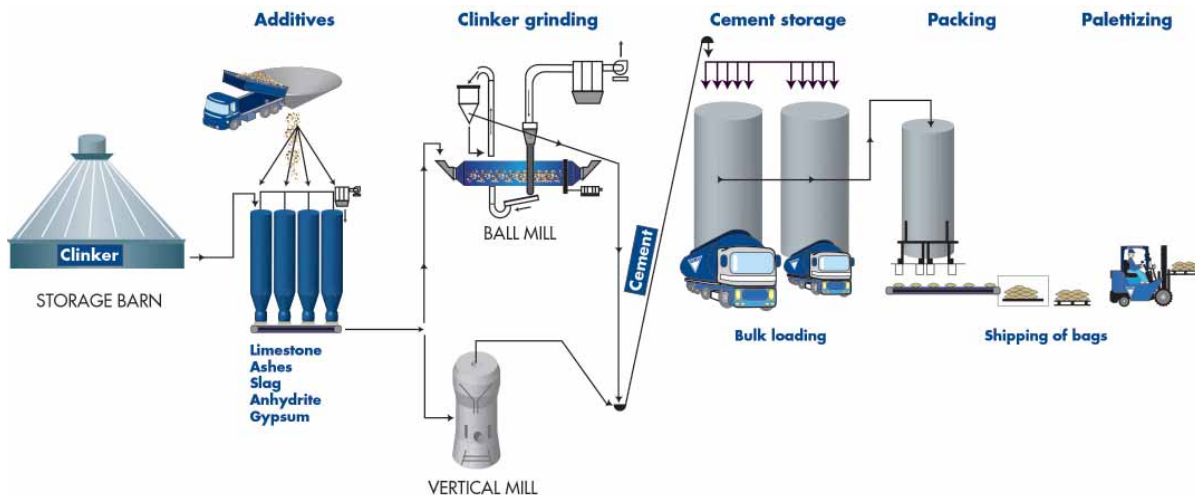 Additives
Clinker grinding
Cement storage
Packing
Palettizing
Clinker
STORAGE BARN
BALL MILL
Cement
Limestone
Ashes
Slag
Anhydrite
Gypsum
Bulk loading
Shipping of bags
VERTICAL MILL